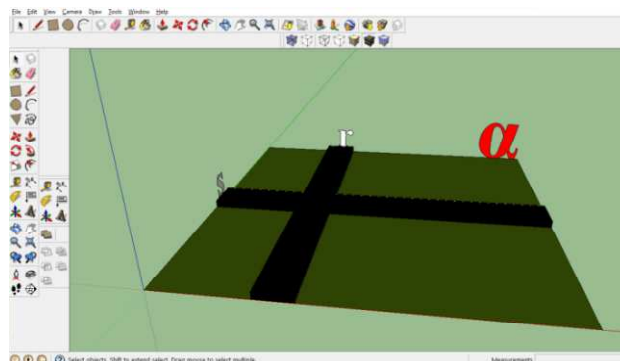 File Edit View Camera Draw Tools Window Help
α
r
s
Select objects. Shift to extend select. Drag mouse to select multiple.
Measurements